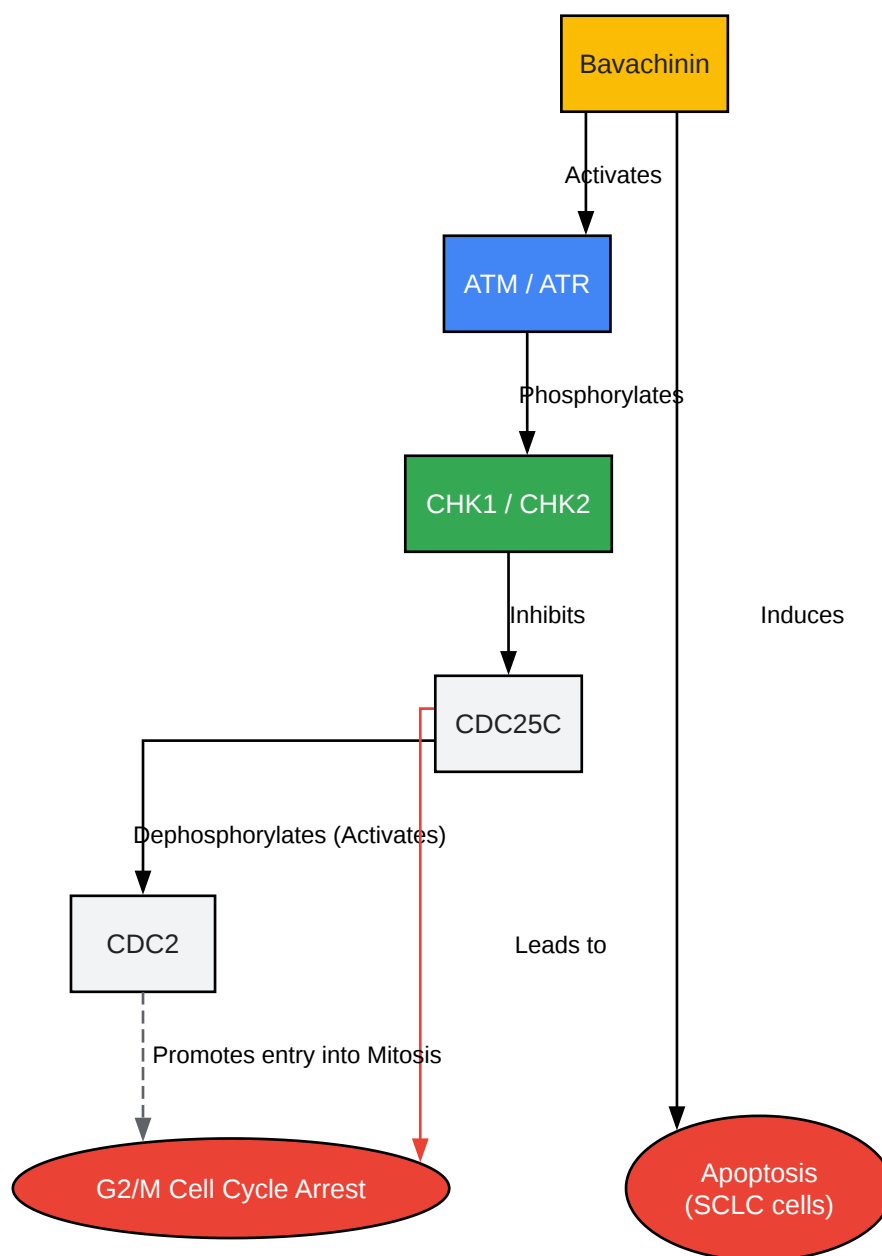 Bavachinin
Activates
ATM / ATR
Phosphorylates
CHK1 / CHK2
Inhibits
Induces
CDC25C
Dephosphorylates (Activates)
CDC2
Leads to
Promotes entry into Mitosis
G2/M Cell Cycle Arrest
Apoptosis
(SCLC cells)